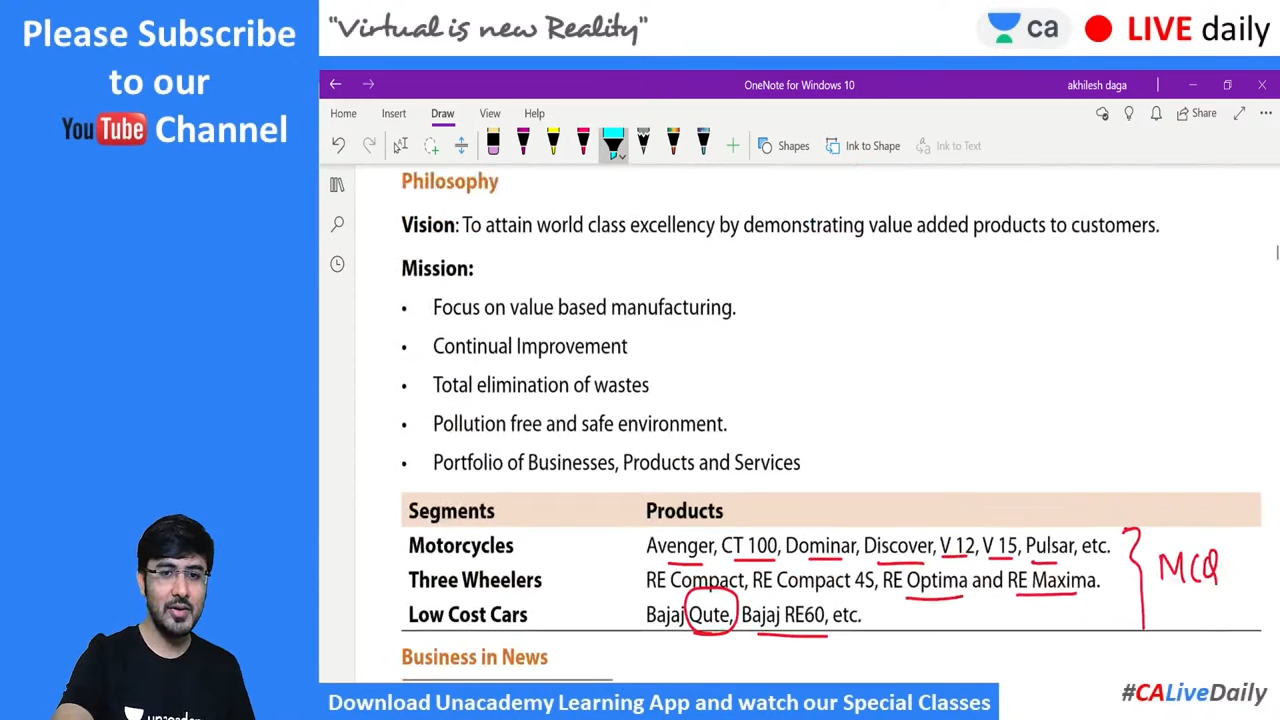 Please Subscribe
to our
YouTube Channel
"Virtual is new Reality"
ca
LIVE daily
OneNote for Windows 10
akhilesh daga
Home Insert Draw View Help
Share
Shapes
Ink to Shape
Ink to Text
Philosophy
Vision: To attain world class excellency by demonstrating value added products to customers.
Mission:
• Focus on value based manufacturing.
• Continual Improvement
• Total elimination of wastes
• Pollution free and safe environment.
• Portfolio of Businesses, Products and Services
Segments Products
Motorcycles Avenger, CT 100, Dominar, Discover, V 12, V 15, Pulsar, etc.
Three Wheelers RE Compact, RE Compact 4S, RE Optima and RE Maxima.
Low Cost Cars Bajaj Qute, Bajaj RE60, etc.
MCQ
Business in News
unacademy
Download Unacademy Learning App and watch our Special Classes
#CALiveDaily